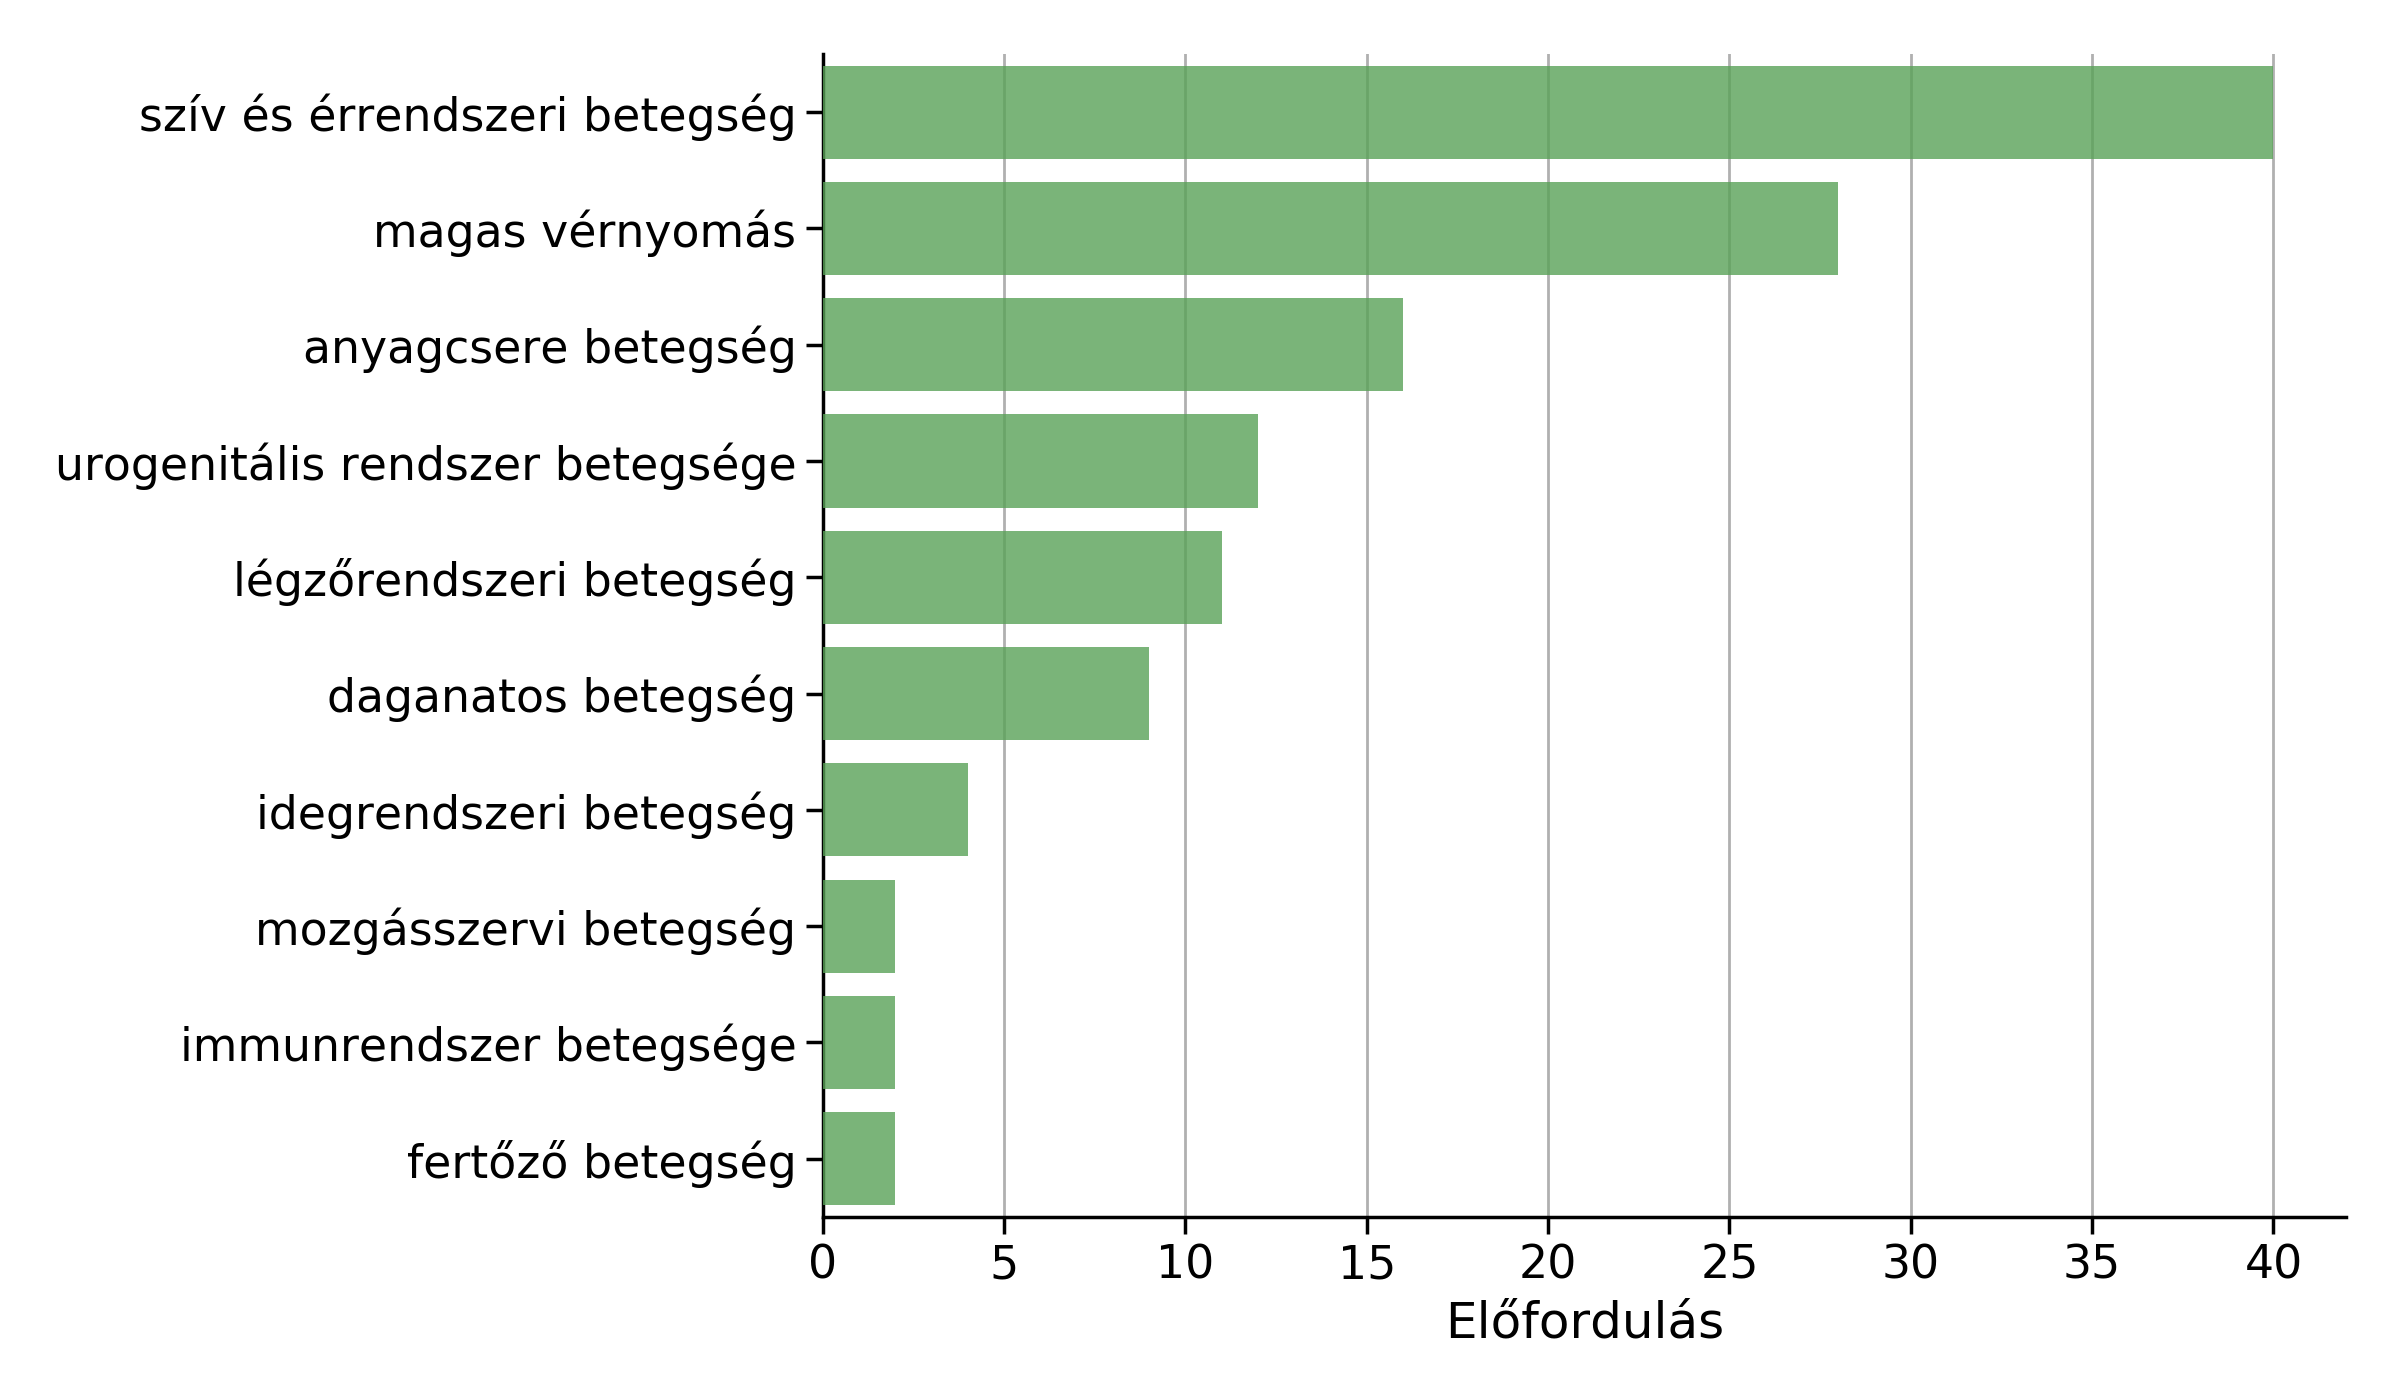 szív és érrendszeri betegség
magas vérnyomás
anyagcsere betegség
urogenitális rendszer betegsége
légzőrendszeri betegség
daganatos betegség
idegrendszeri betegség
mozgásszervi betegség
immunrendszer betegsége
fertőző betegség
0 5 10 15 20 25 30 35 40
Előfordulás